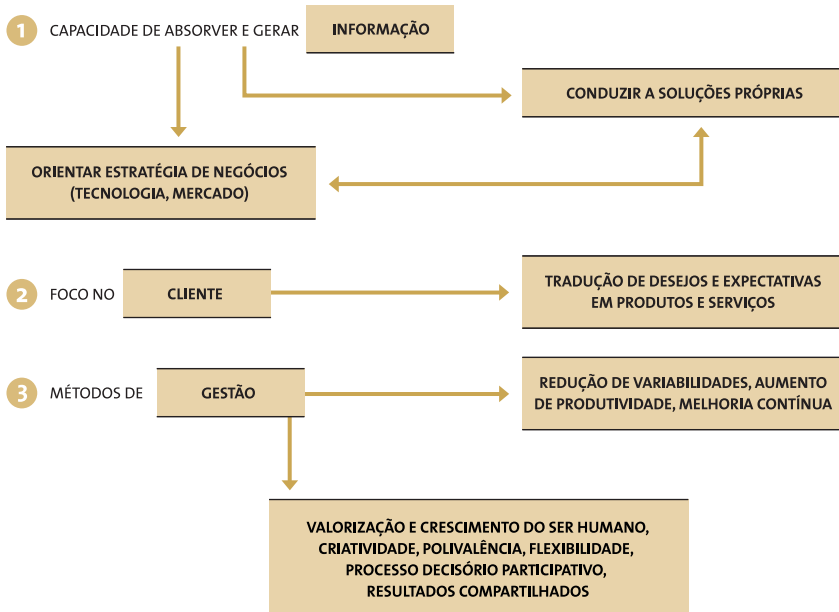 1 CAPACIDADE DE ABSORVER E GERAR INFORMAÇÃO
CONDUZIR A SOLUÇÕES PRÓPRIAS
ORIENTAR ESTRATÉGIA DE NEGÓCIOS
(TECNOLOGIA, MERCADO)
2 FOCO NO CLIENTE
TRADUÇÃO DE DESEJOS E EXPECTATIVAS
EM PRODUTOS E SERVIÇOS
3 MÉTODOS DE GESTÃO
REDUÇÃO DE VARIABILIDADES, AUMENTO
DE PRODUTIVIDADE, MELHORIA CONTÍNUA
VALORIZAÇÃO E CRESCIMENTO DO SER HUMANO,
CRIATIVIDADE, POLIVALÊNCIA, FLEXIBILIDADE,
PROCESSO DECISÓRIO PARTICIPATIVO,
RESULTADOS COMPARTILHADOS